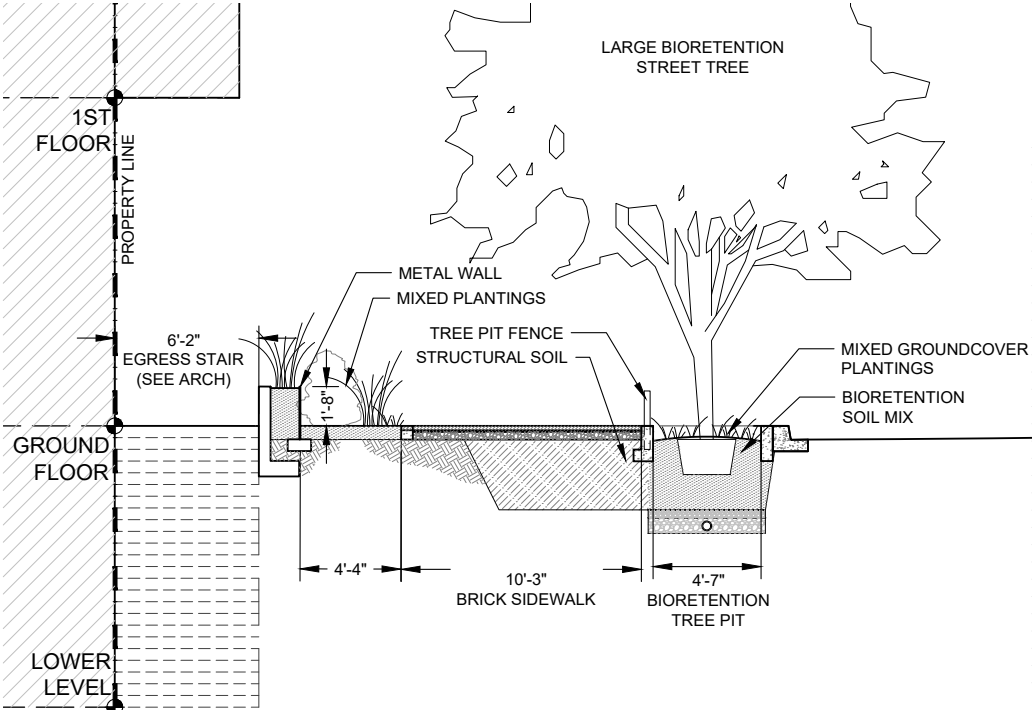 LARGE BIORETENTION
STREET TREE
1ST
FLOOR
PROPERTY LINE
METAL WALL
MIXED PLANTINGS
6'-2"
EGRESS STAIR
(SEE ARCH)
TREE PIT FENCE
STRUCTURAL SOIL
MIXED GROUNDCOVER
PLANTINGS
BIORETENTION
SOIL MIX
1'-8"
GROUND
FLOOR
4'-4"
10'-3"
BRICK SIDEWALK
4'-7"
BIORETENTION
TREE PIT
LOWER
LEVEL